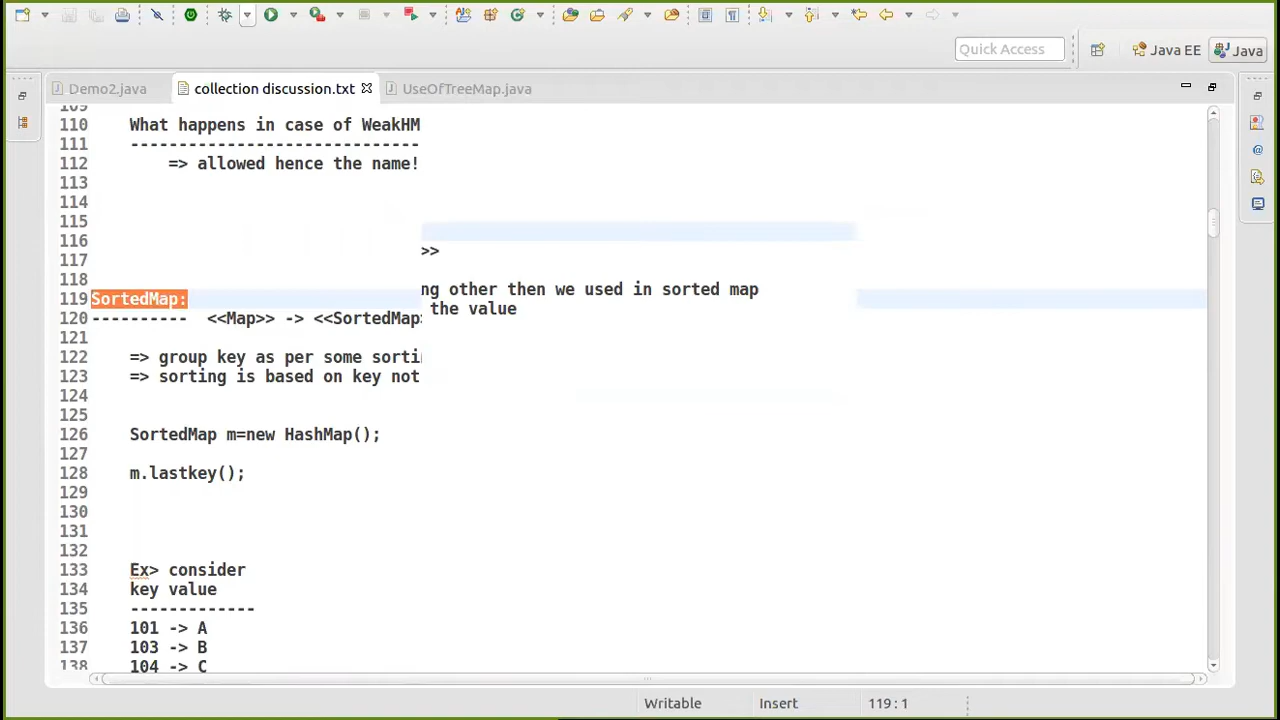 Quick Access
Java EE
Java
Demo2.java
collection discussion.txt
UseOfTreeMap.java
109
110 What happens in case of WeakHM
111 ------------------------------
112 => allowed hence the name!
113
114
115
116
>>
117
118
ng other then we used in sorted map
119 SortedMap:
the value
120 ---------- <<Map>> -> <<SortedMap
121
122 => group key as per some sorti
123 => sorting is based on key not
124
125
126 SortedMap m=new HashMap();
127
128 m.lastkey();
129
130
131
132
133 Ex> consider
134 key value
135 -------------
136 101 -> A
137 103 -> B
138 104 -> C
Writable
Insert
119 : 1